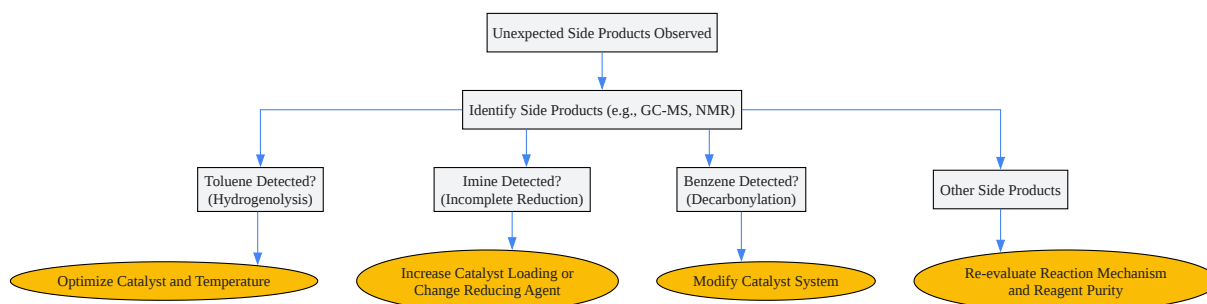 Unexpected Side Products Observed
Identify Side Products (e.g., GC-MS, NMR)
Toluene Detected?
(Hydrogenolysis)
Imine Detected?
(Incomplete Reduction)
Benzene Detected?
(Decarbonylation)
Other Side Products
Optimize Catalyst and Temperature
Increase Catalyst Loading or
Change Reducing Agent
Modify Catalyst System
Re-evaluate Reaction Mechanism
and Reagent Purity